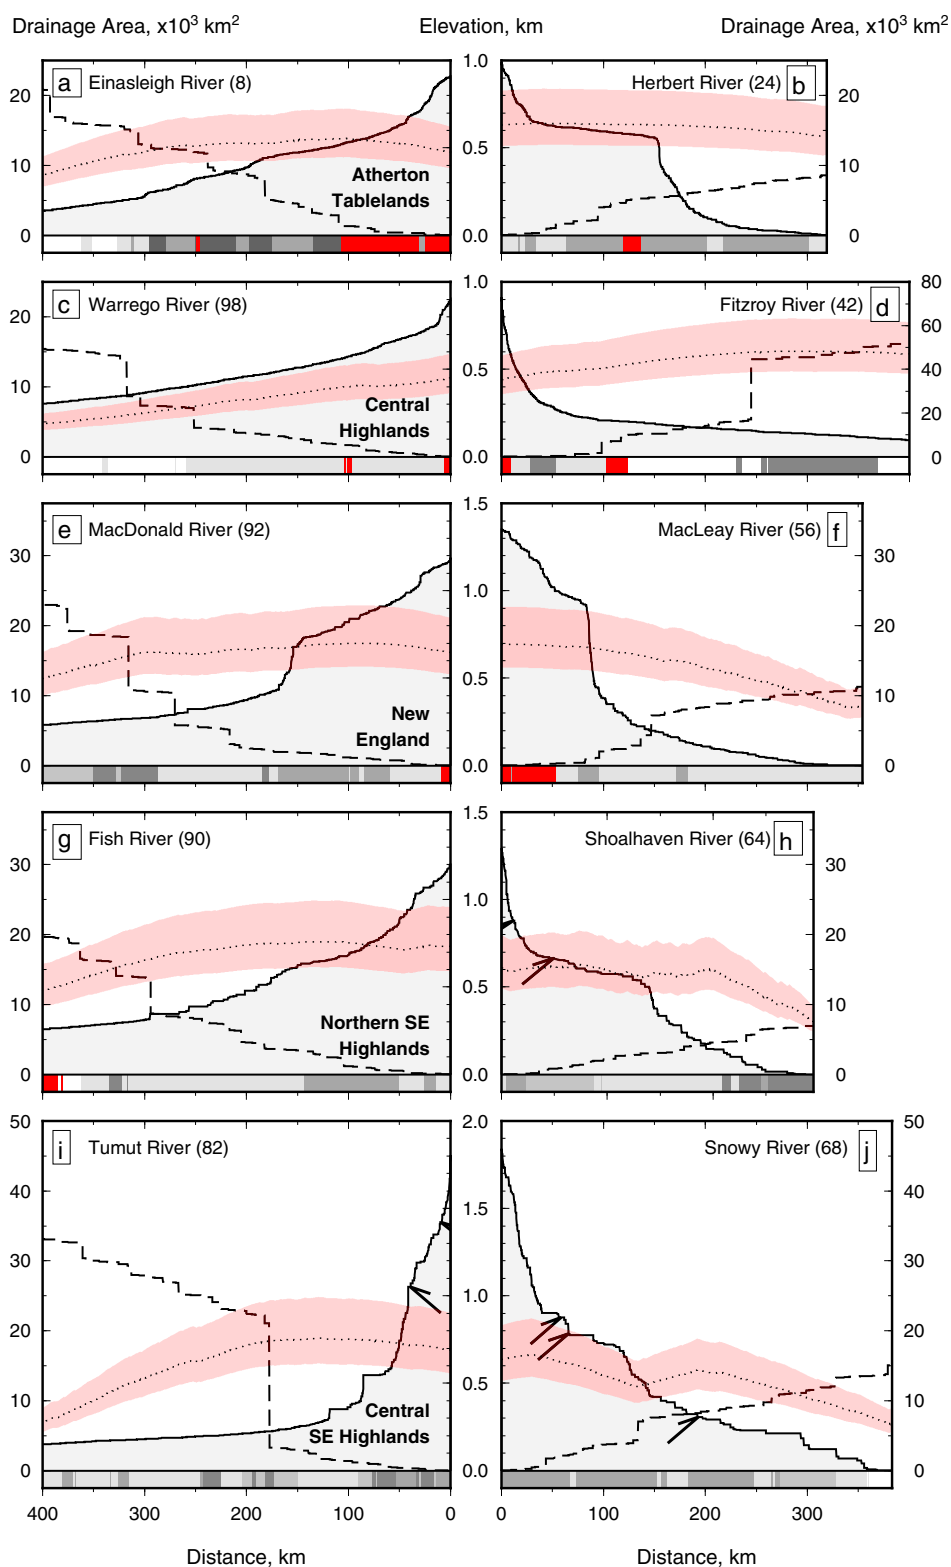 Drainage Area, x10³ km² Elevation, km Drainage Area, x10³ km²
a Einasleigh River (8)
Atherton
Tablelands
20
10
0
1.0
0.5
0.0
Herbert River (24) b
20
10
0
c Warrego River (98)
Central
Highlands
20
10
0
1.0
0.5
0.0
Fitzroy River (42) d
80
60
40
20
0
e MacDonald River (92)
New
England
30
20
10
0
1.5
1.0
0.5
0.0
MacLeay River (56) f
30
20
10
0
g Fish River (90)
Northern SE
Highlands
30
20
10
0
1.5
1.0
0.5
0.0
Shoalhaven River (64) h
30
20
10
0
i Tumut River (82)
Central
SE Highlands
50
40
30
20
10
0
2.0
1.5
1.0
0.5
0.0
Snowy River (68) j
50
40
30
20
10
0
400 300 200 100 0 0 100 200 300
Distance, km Distance, km